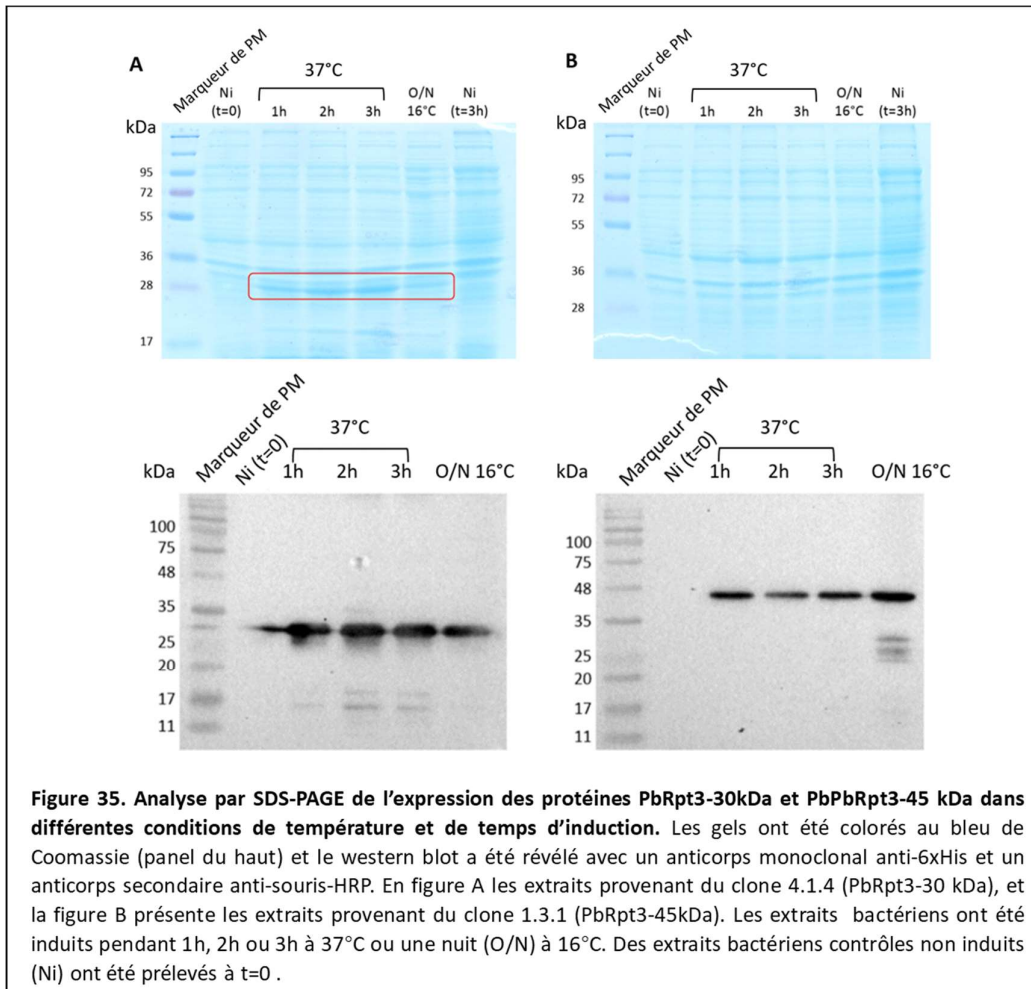 A
Marqueur de PM
37°C
Ni
(t=0)
1h
2h
3h
O/N
16°C
Ni
(t=3h)
kDa
95
72
55
36
28
17
B
Marqueur de PM
37°C
Ni
(t=0)
1h
2h
3h
O/N
16°C
Ni
(t=3h)
kDa
95
72
55
36
28
Marqueur de PM
Ni (t=0)
37°C
kDa
1h
2h
3h
O/N 16°C
100
75
48
35
25
20
17
11
Marqueur de PM
Ni (t=0)
37°C
kDa
1h
2h
3h
O/N 16°C
100
75
48
35
25
20
17
11
Figure 35. Analyse par SDS-PAGE de l’expression des protéines PbRpt3-30kDa et PbPbRpt3-45 kDa dans
différentes conditions de température et de temps d’induction. Les gels ont été colorés au bleu de
Coomassie (panel du haut) et le western blot a été révélé avec un anticorps monoclonal anti-6xHis et un
anticorps secondaire anti-souris-HRP. En figure A les extraits provenant du clone 4.1.4 (PbRpt3-30 kDa), et
la figure B présente les extraits provenant du clone 1.3.1 (PbRpt3-45kDa). Les extraits bactériens ont été
induits pendant 1h, 2h ou 3h à 37°C ou une nuit (O/N) à 16°C. Des extraits bactériens contrôles non induits
(Ni) ont été prélevés à t=0 .